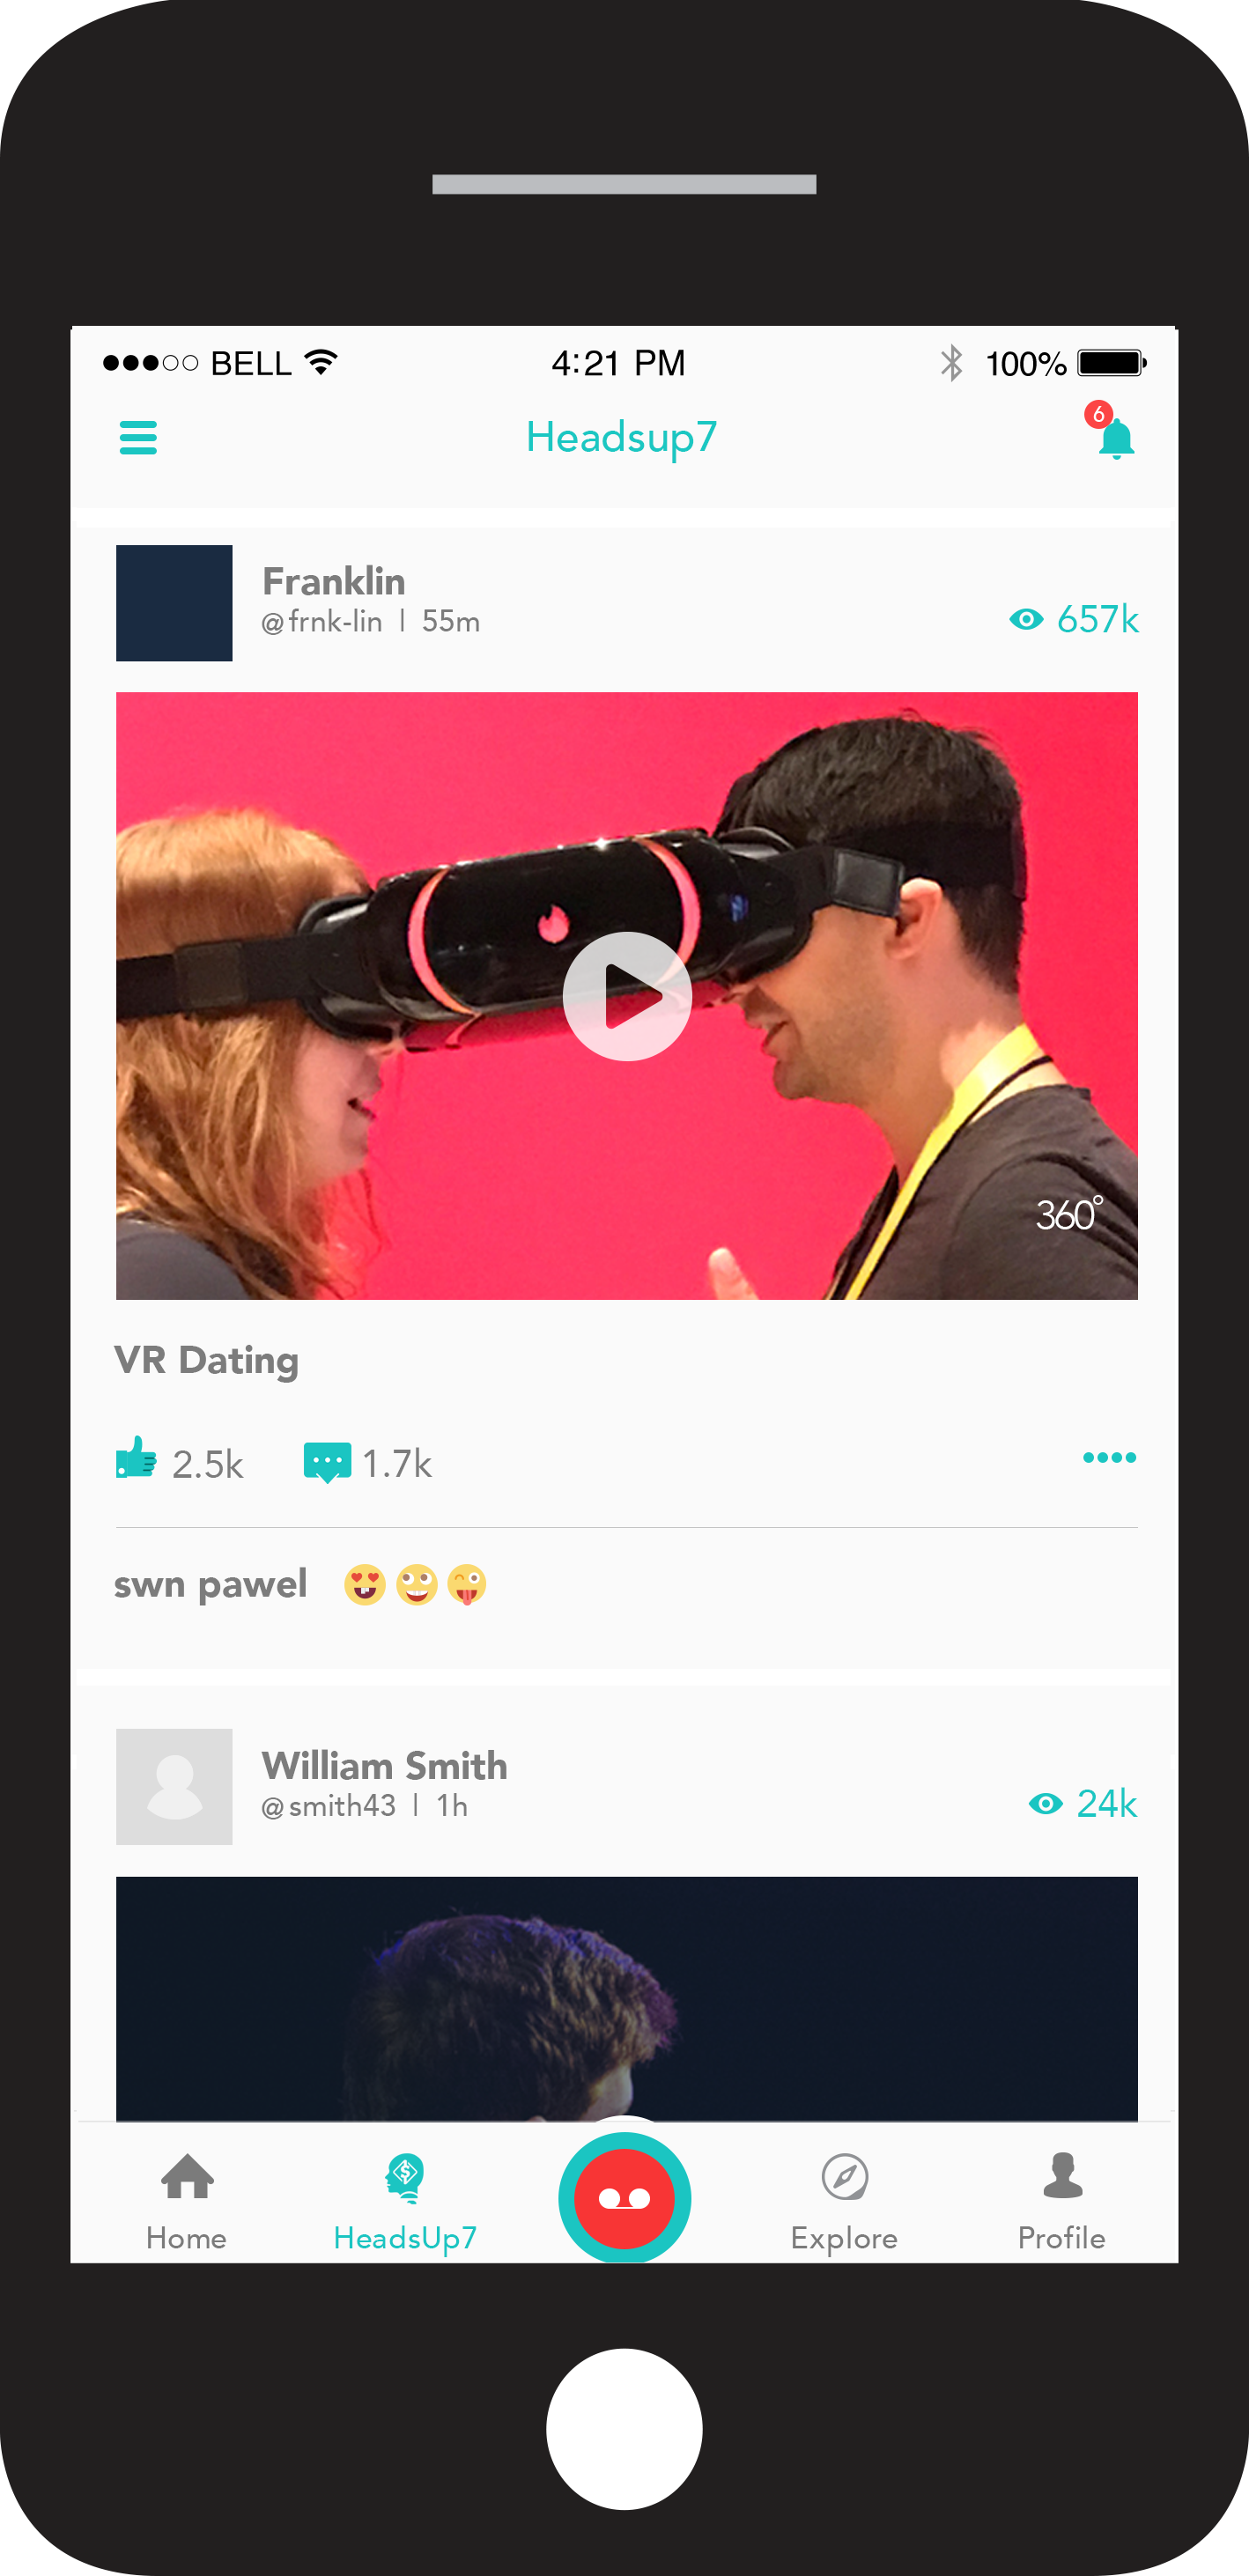 BELL 4:21 PM 100%
Headsup7 6
Franklin
@frnk-lin | 55m 657k
360°
VR Dating
2.5k 1.7k
swn pawel
William Smith
@smith43 | 1h 24k
Home HeadsUp7 Explore Profile